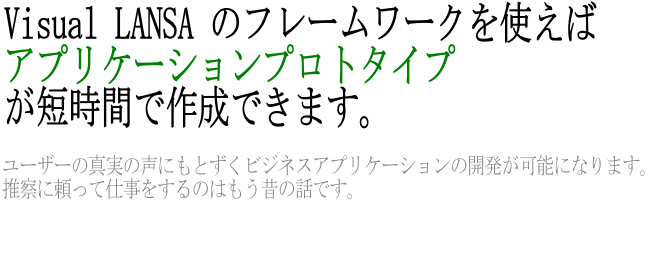 Visual LANSA のフレームワークを使えば
アプリケーションプロトタイプ
が短時間で作成できます。
ユーザーの真実の声にもとずくビジネスアプリケーションの開発が可能になります。
推察に頼って仕事をするのはもう昔の話です。